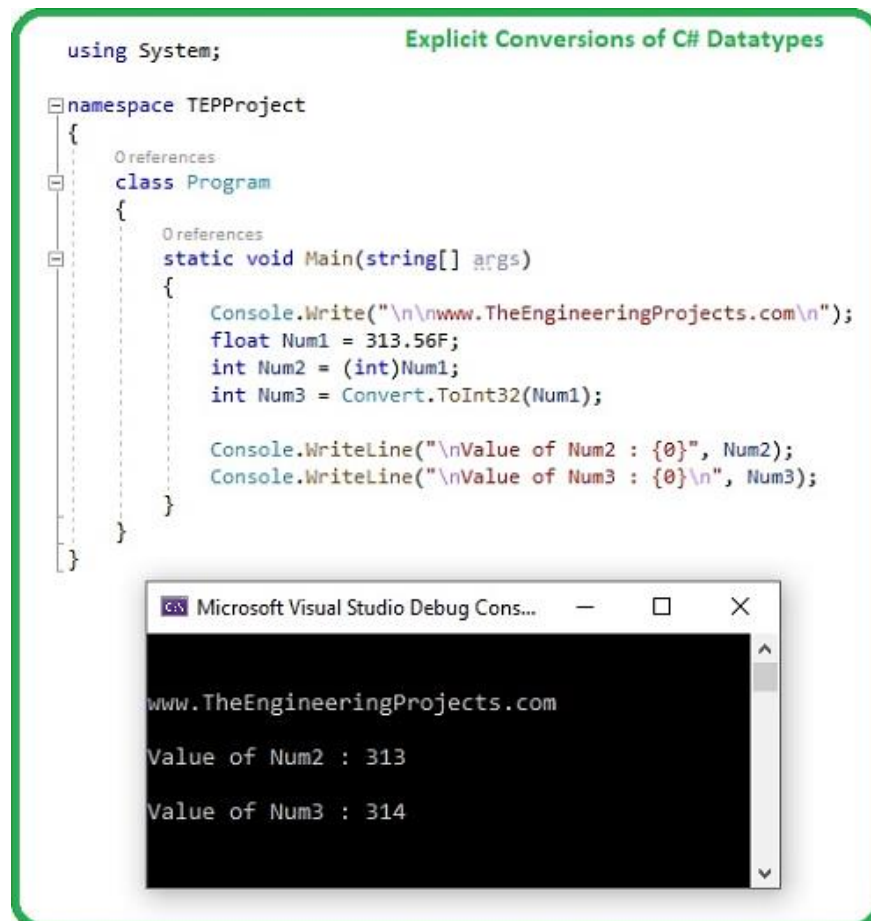 Explicit Conversions of C# Datatypes
using System;
namespace TEPProject
{
0 references
class Program
{
0 references
static void Main(string[] args)
{
Console.Write("\n\nwww.TheEngineeringProjects.com\n");
float Num1 = 313.56F;
int Num2 = (int)Num1;
int Num3 = Convert.ToInt32(Num1);
Console.WriteLine("\nValue of Num2 : {0}", Num2);
Console.WriteLine("\nValue of Num3 : {0}\n", Num3);
}
}
}
C:\ Microsoft Visual Studio Debug Cons...
www.TheEngineeringProjects.com
Value of Num2 : 313
Value of Num3 : 314